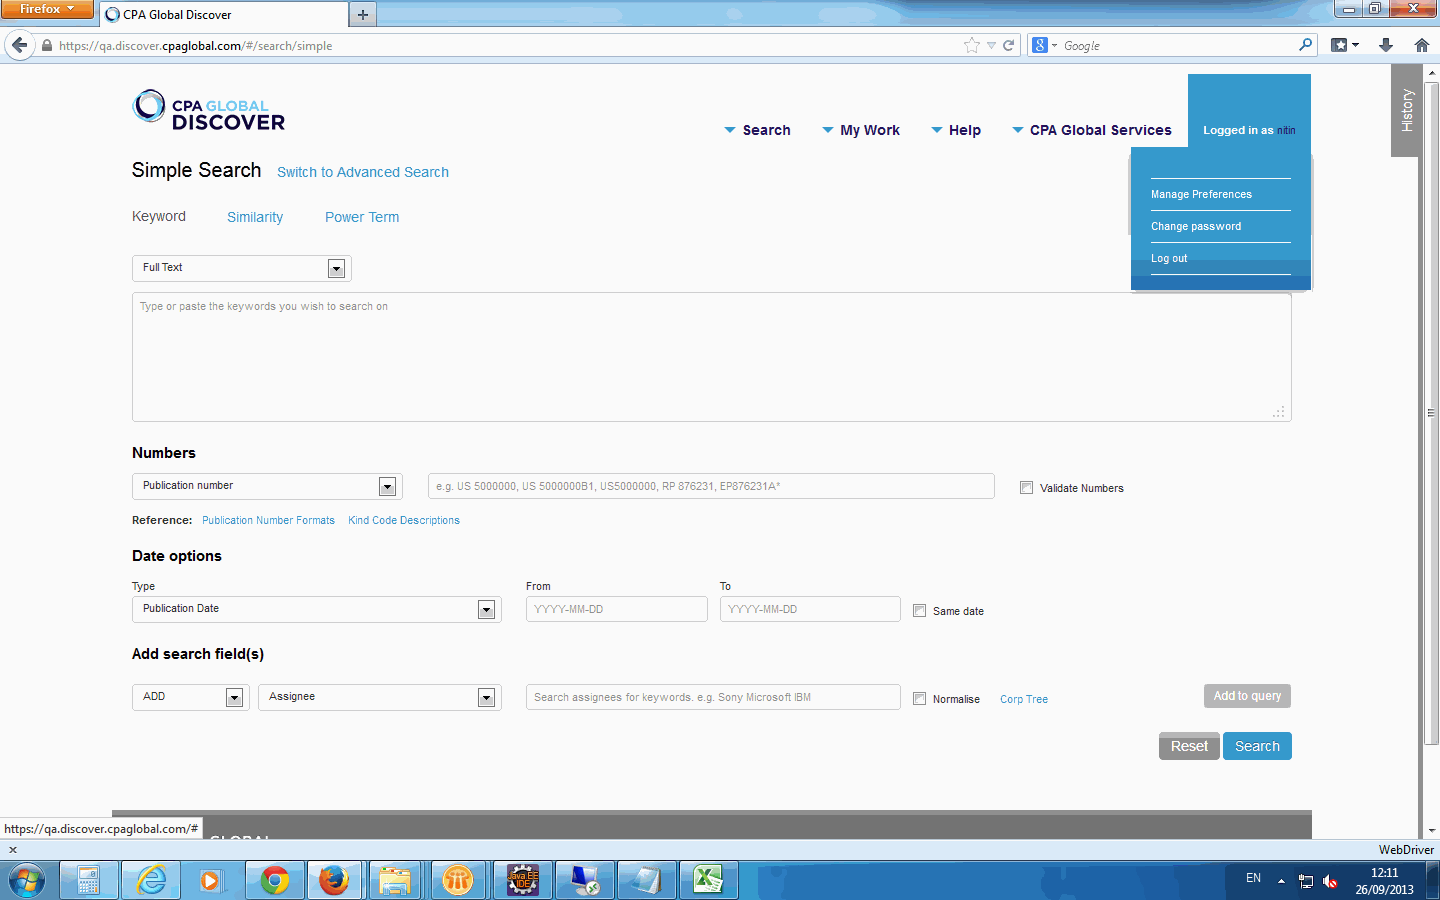 Firefox
CPA Global Discover
https://qa.discover.cpaglobal.com/#/search/simple
Google
History
CPA GLOBAL
DISCOVER
Search
My Work
Help
CPA Global Services
Logged in as nitin
Simple Search
Switch to Advanced Search
Manage Preferences
Keyword
Similarity
Power Term
Change password
Log out
Full Text
Type or paste the keywords you wish to search on
Numbers
Publication number
e.g. US 5000000, US 5000000B1, US5000000, RP 876231, EP876231A*
Validate Numbers
Reference: Publication Number Formats Kind Code Descriptions
Date options
Type
From
To
Publication Date
YYYY-MM-DD
YYYY-MM-DD
Same date
Add search field(s)
ADD
Assignee
Search assignees for keywords. e.g. Sony Microsoft IBM
Normalise
Corp Tree
Add to query
Reset
Search
https://qa.discover.cpaglobal.com/#
GLOBAL
x
WebDriver
Java EE
IDE
EN
12:11
26/09/2013